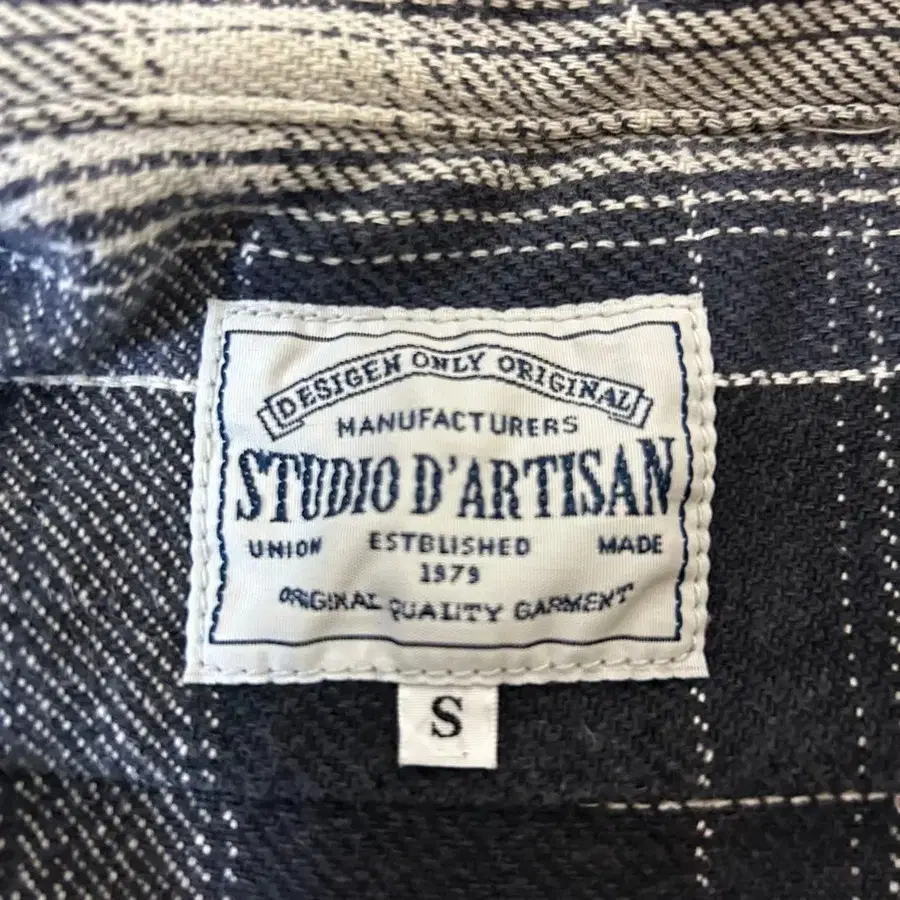 DESIGEN ONLY ORIGINAL
MANUFACTURERS
STUDIO D'ARTISAN
UNION ESTBLISHED MADE
1979
ORIGINAL QUALITY GARMENT
S